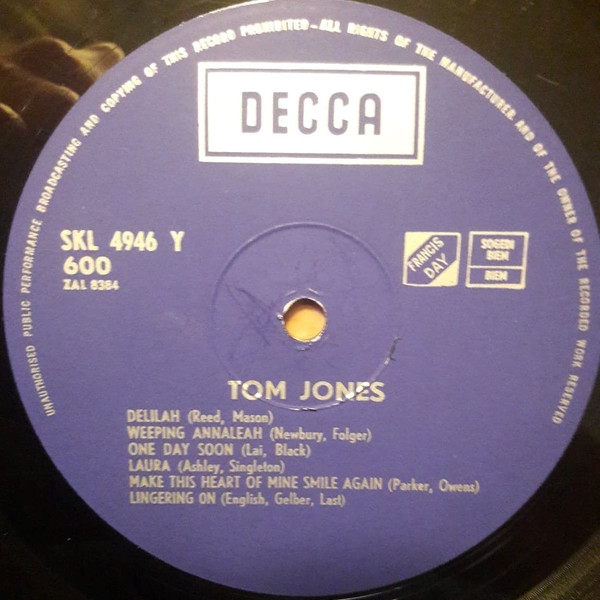 UNAUTHORISED PUBLIC PERFORMANCE BROADCASTING AND COPYING OF THIS RECORD PROHIBITED–ALL RIGHTS OF THE MANUFACTURER AND OF THE OWNER OF THE RECORDED WORK RESERVED
DECCA
SKL 4946 Y
600
ZAL 8384
FRANCIS
DAY
SOGEDI
BIEM
BIEM
TOM JONES
DELILAH (Reed, Mason)
WEEPING ANNALEAH (Newbury, Folger)
ONE DAY SOON (Lai, Black)
LAURA (Ashley, Singleton)
MAKE THIS HEART OF MINE SMILE AGAIN (Parker, Owens)
LINGERING ON (English, Gelber, Last)